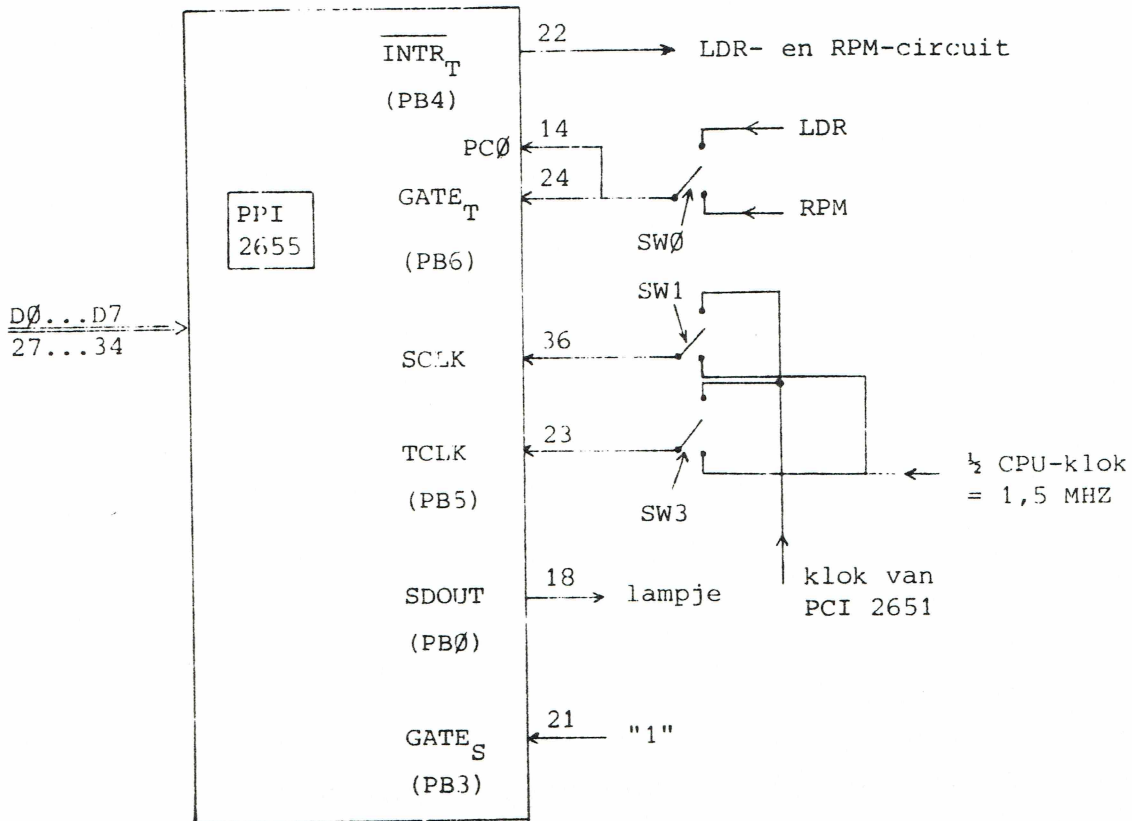 22
INTR_T
LDR- en RPM-circuit
(PB4)
14
PCØ
LDR
24
GATE_T
RPM
PPI
2655
SWØ
(PB6)
SW1
DØ...D7
27...34
36
SCLK
23
TCLK
½ CPU-klok
= 1,5 MHZ
(PB5)
SW3
18
klok van
PCI 2651
SDOUT
lampje
(PBØ)
21
"1"
GATE_S
(PB3)